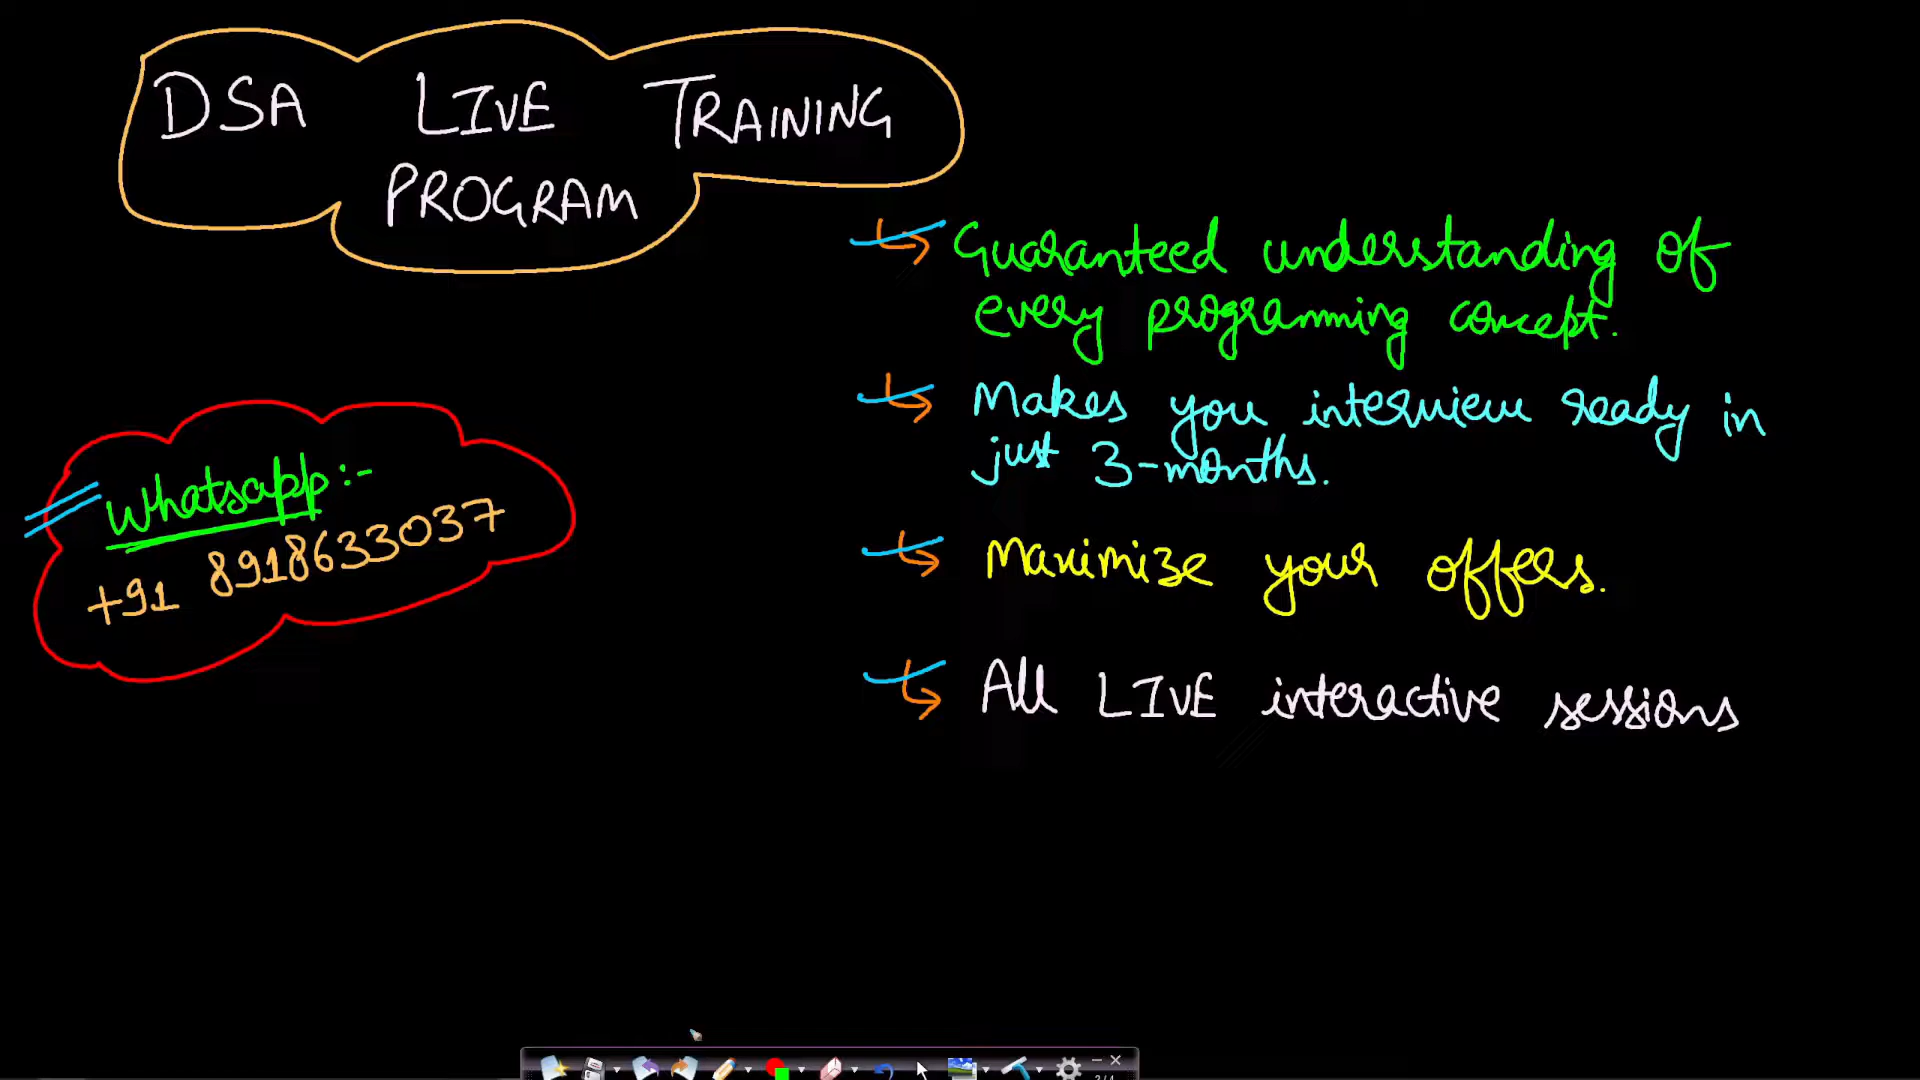 DSA LIVE TRAINING
PROGRAM
Guaranteed understanding of
every programming concept.
Makes you interview ready in
just 3-months.
Maximize your offers.
All LIVE interactive sessions
Whatsapp:-
+91 8918633037